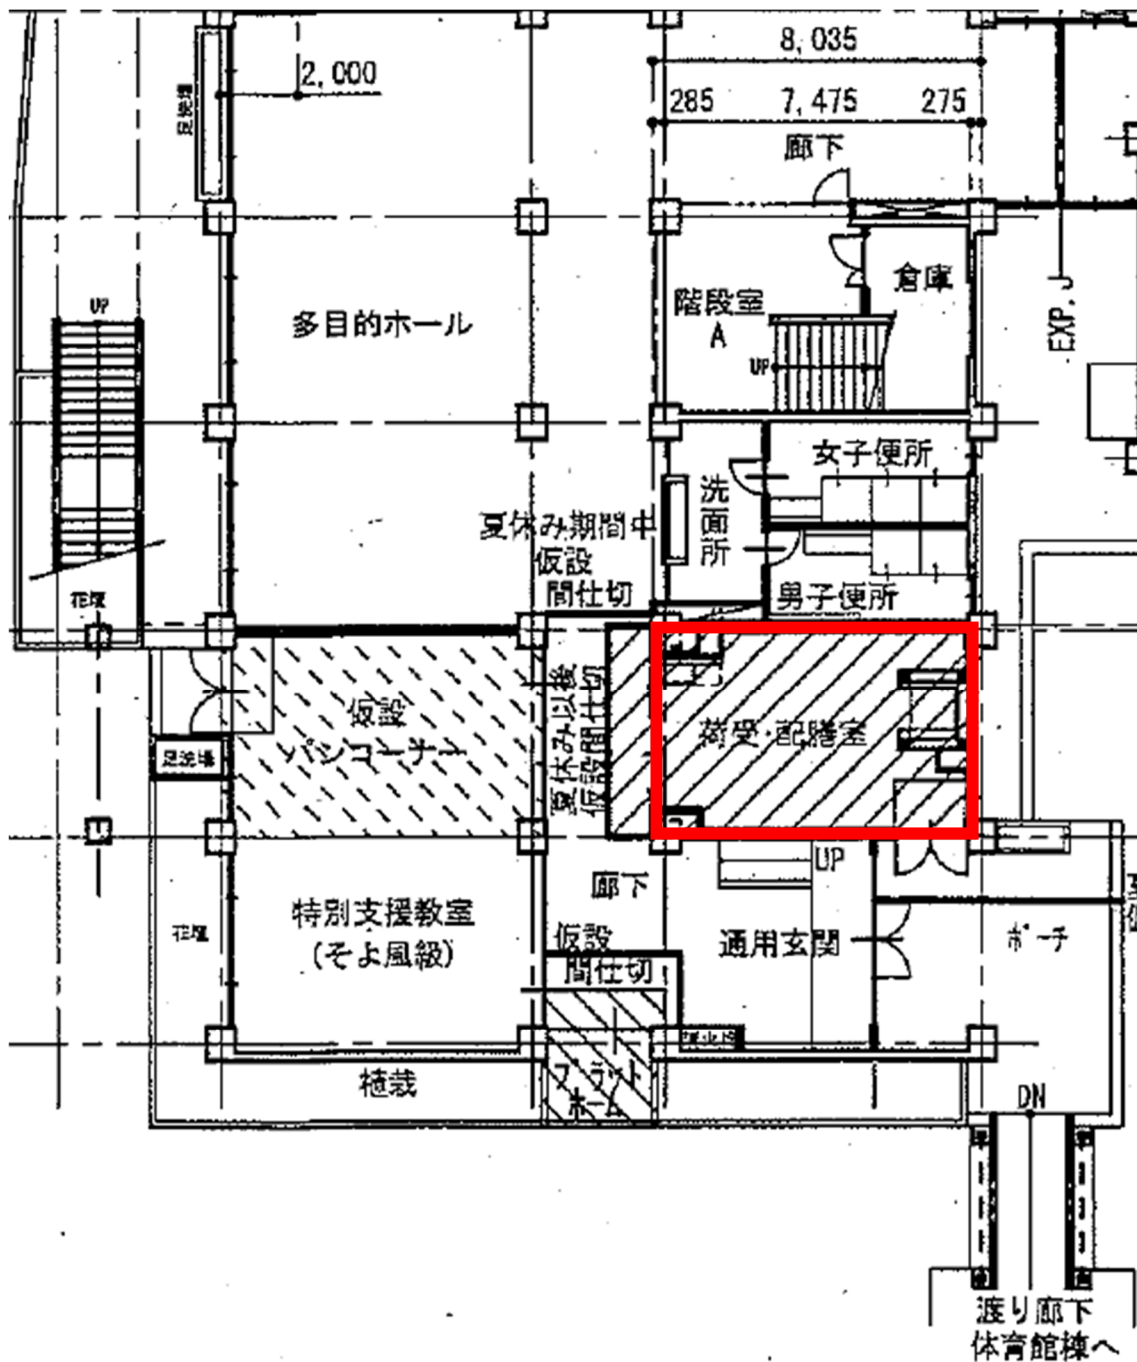 8,035
2,000
285 7,475 275
足洗場
廊下
倉庫
階段室
A
UP
UP
EXP.J
多目的ホール
女子便所
洗面所
夏休み期間中
仮設
間仕切
男子便所
花壇
夏休み以後
仮設間仕切
仮設
パンコーナー
荷受・配膳室
足洗場
UP
廊下
特別支援教室
(そよ風級)
花壇
仮設
間仕切
通用玄関
ポーチ
植栽
プラット
ホーム
DN
渡り廊下
体育館棟へ